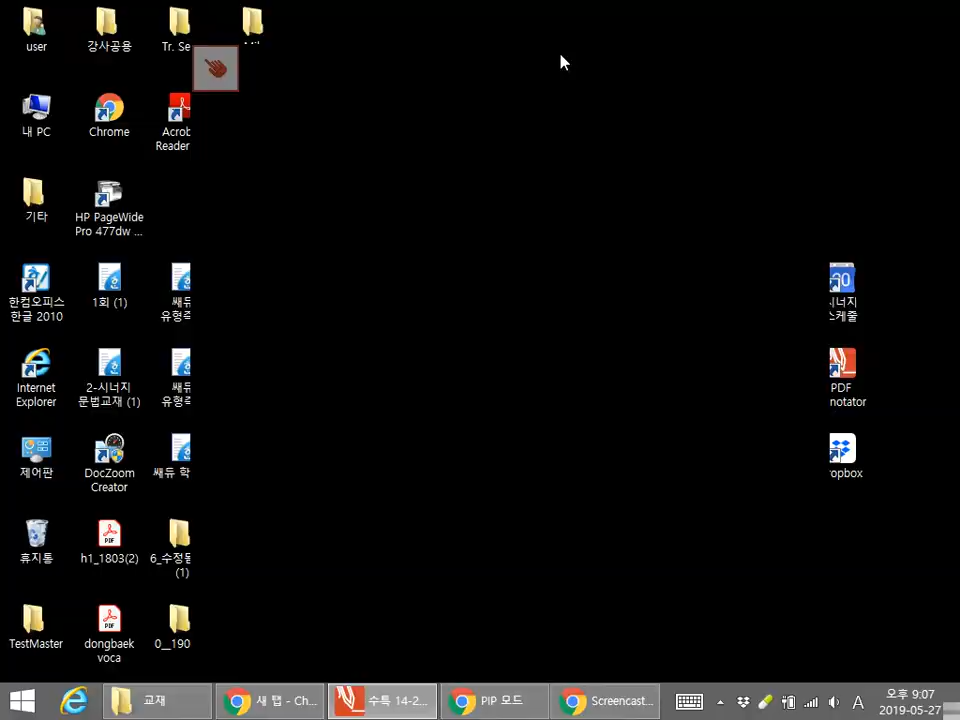 user
강사공용
Tr. Se
내 PC
Chrome
Acrob
Reader
기타
HP PageWide
Pro 477dw ...
한컴오피스
한글 2010
1회 (1)
쎄듀
유형독
시너지
스케줄
Internet
Explorer
2-시너지
문법교재 (1)
쎄듀
유형독
PDF
notator
제어판
DocZoom
Creator
쎄듀 학
ropbox
휴지통
h1_1803(2)
6_수정됨
(1)
TestMaster
dongbaek
voca
0__190
교재
새 탭 - Ch...
수특 14-2...
PIP 모드
Screencast...
A
오후 9:07
2019-05-27